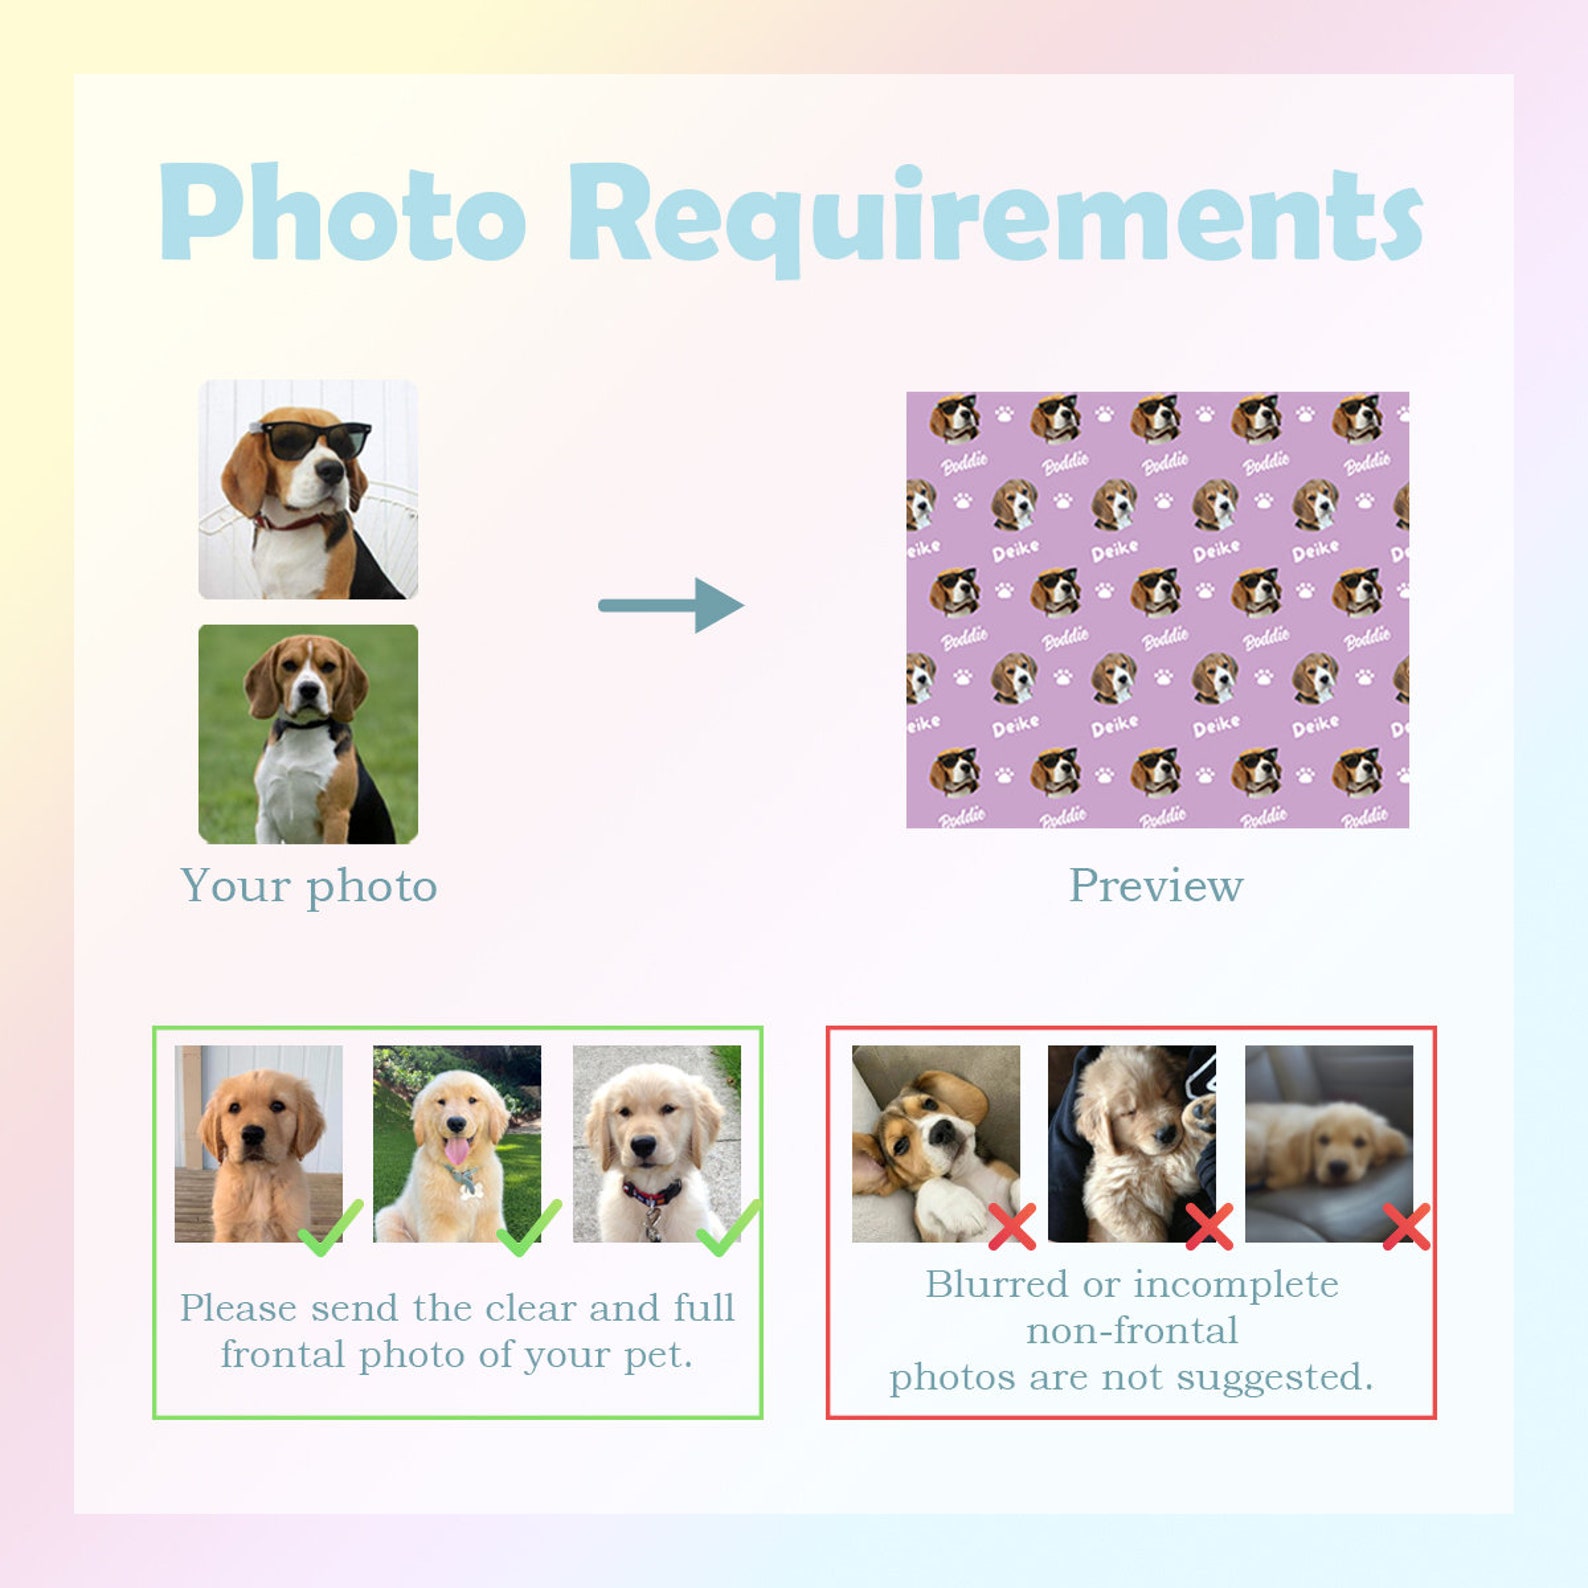 Photo Requirements
Boddie Boddie Boddie Boddie Boddie
eike Deike Deike Deike Deike De
Boddie Boddie Boddie Boddie Boddie
eike Deike Deike Deike Deike De
Boddie Boddie Boddie Boddie Boddie
Your photo
Preview
Please send the clear and full
frontal photo of your pet.
Blurred or incomplete
non-frontal
photos are not suggested.